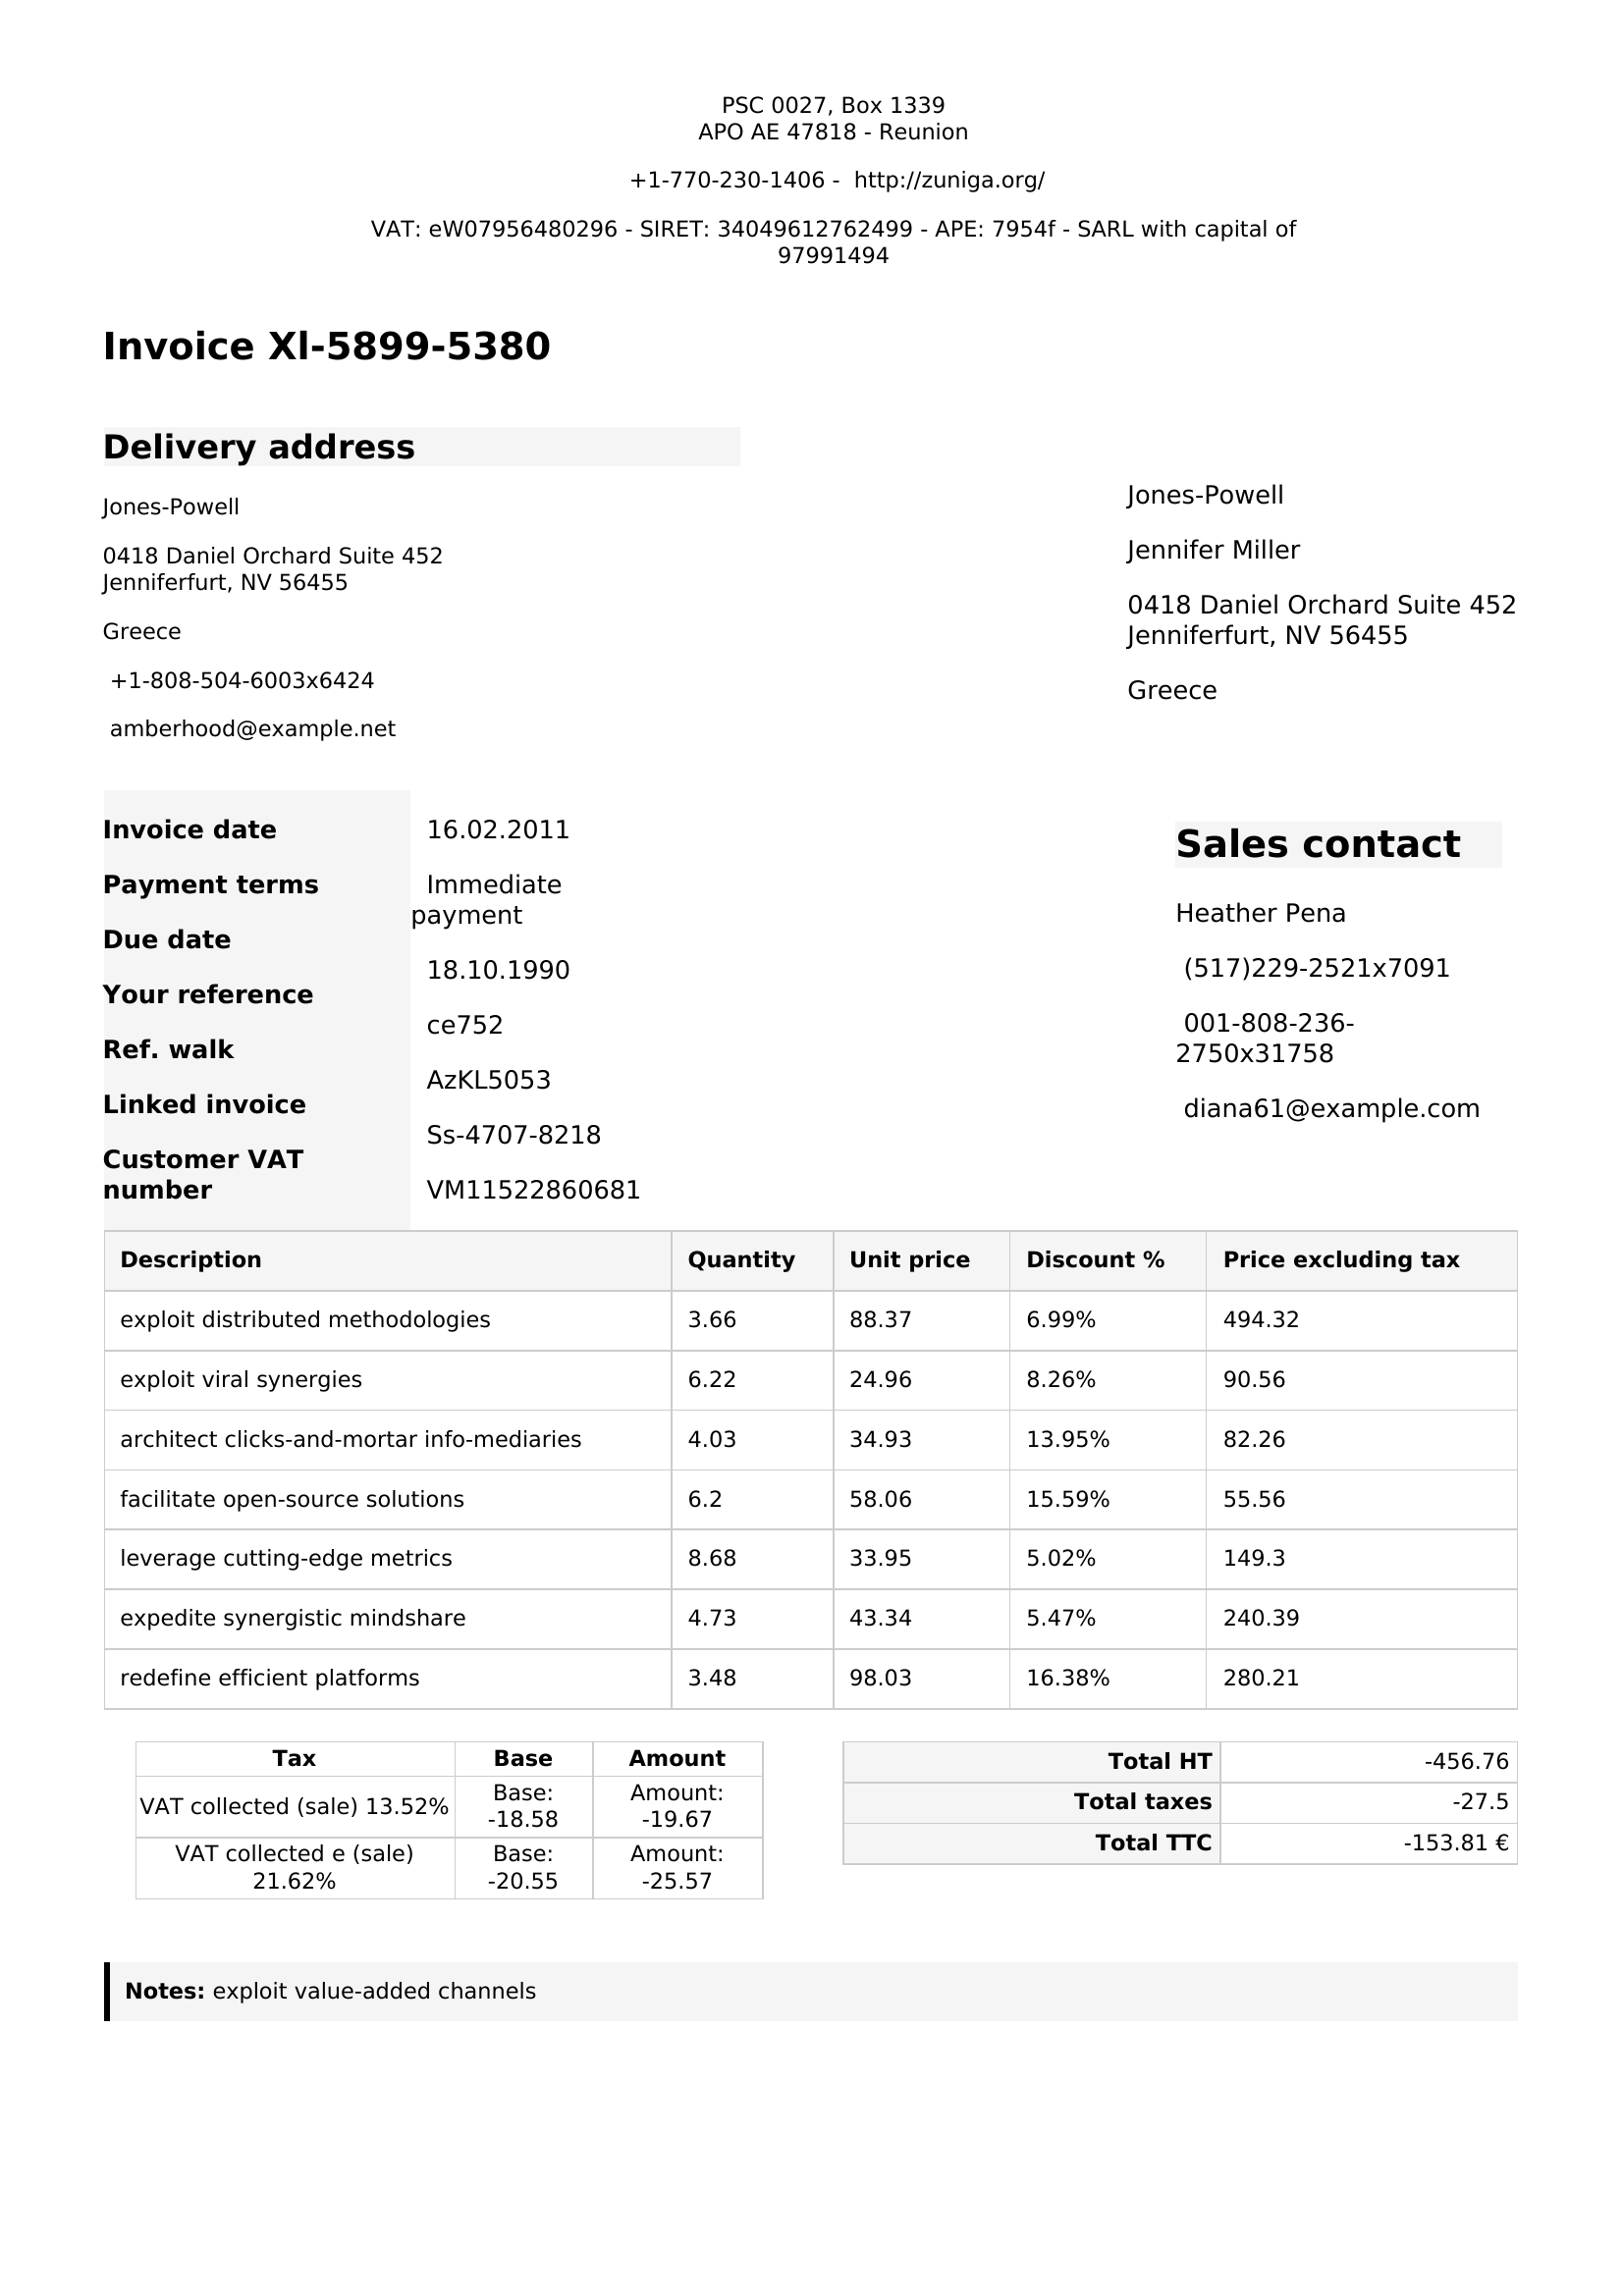 PSC 0027, Box 1339
APO AE 47818 - Reunion
+1-770-230-1406 - http://zuniga.org/
VAT: eW07956480296 - SIRET: 34049612762499 - APE: 7954f - SARL with capital of
97991494
Invoice Xl-5899-5380
Delivery address
Jones-Powell
0418 Daniel Orchard Suite 452
Jenniferfurt, NV 56455
Greece
+1-808-504-6003x6424
amberhood@example.net
Jones-Powell
Jennifer Miller
0418 Daniel Orchard Suite 452
Jenniferfurt, NV 56455
Greece
Invoice date
Payment terms
Due date
Your reference
Ref. walk
Linked invoice
Customer VAT
number
16.02.2011
Immediate
payment
18.10.1990
ce752
AzKL5053
Ss-4707-8218
VM11522860681
Sales contact
Heather Pena
(517)229-2521x7091
001-808-236-
2750x31758
diana61@example.com
Description Quantity Unit price Discount % Price excluding tax
exploit distributed methodologies 3.66 88.37 6.99% 494.32
exploit viral synergies 6.22 24.96 8.26% 90.56
architect clicks-and-mortar info-mediaries 4.03 34.93 13.95% 82.26
facilitate open-source solutions 6.2 58.06 15.59% 55.56
leverage cutting-edge metrics 8.68 33.95 5.02% 149.3
expedite synergistic mindshare 4.73 43.34 5.47% 240.39
redefine efficient platforms 3.48 98.03 16.38% 280.21
Tax Base Amount
VAT collected (sale) 13.52% Base: -18.58 Amount: -19.67
VAT collected e (sale) 21.62% Base: -20.55 Amount: -25.57
Total HT -456.76
Total taxes -27.5
Total TTC -153.81 €
Notes: exploit value-added channels